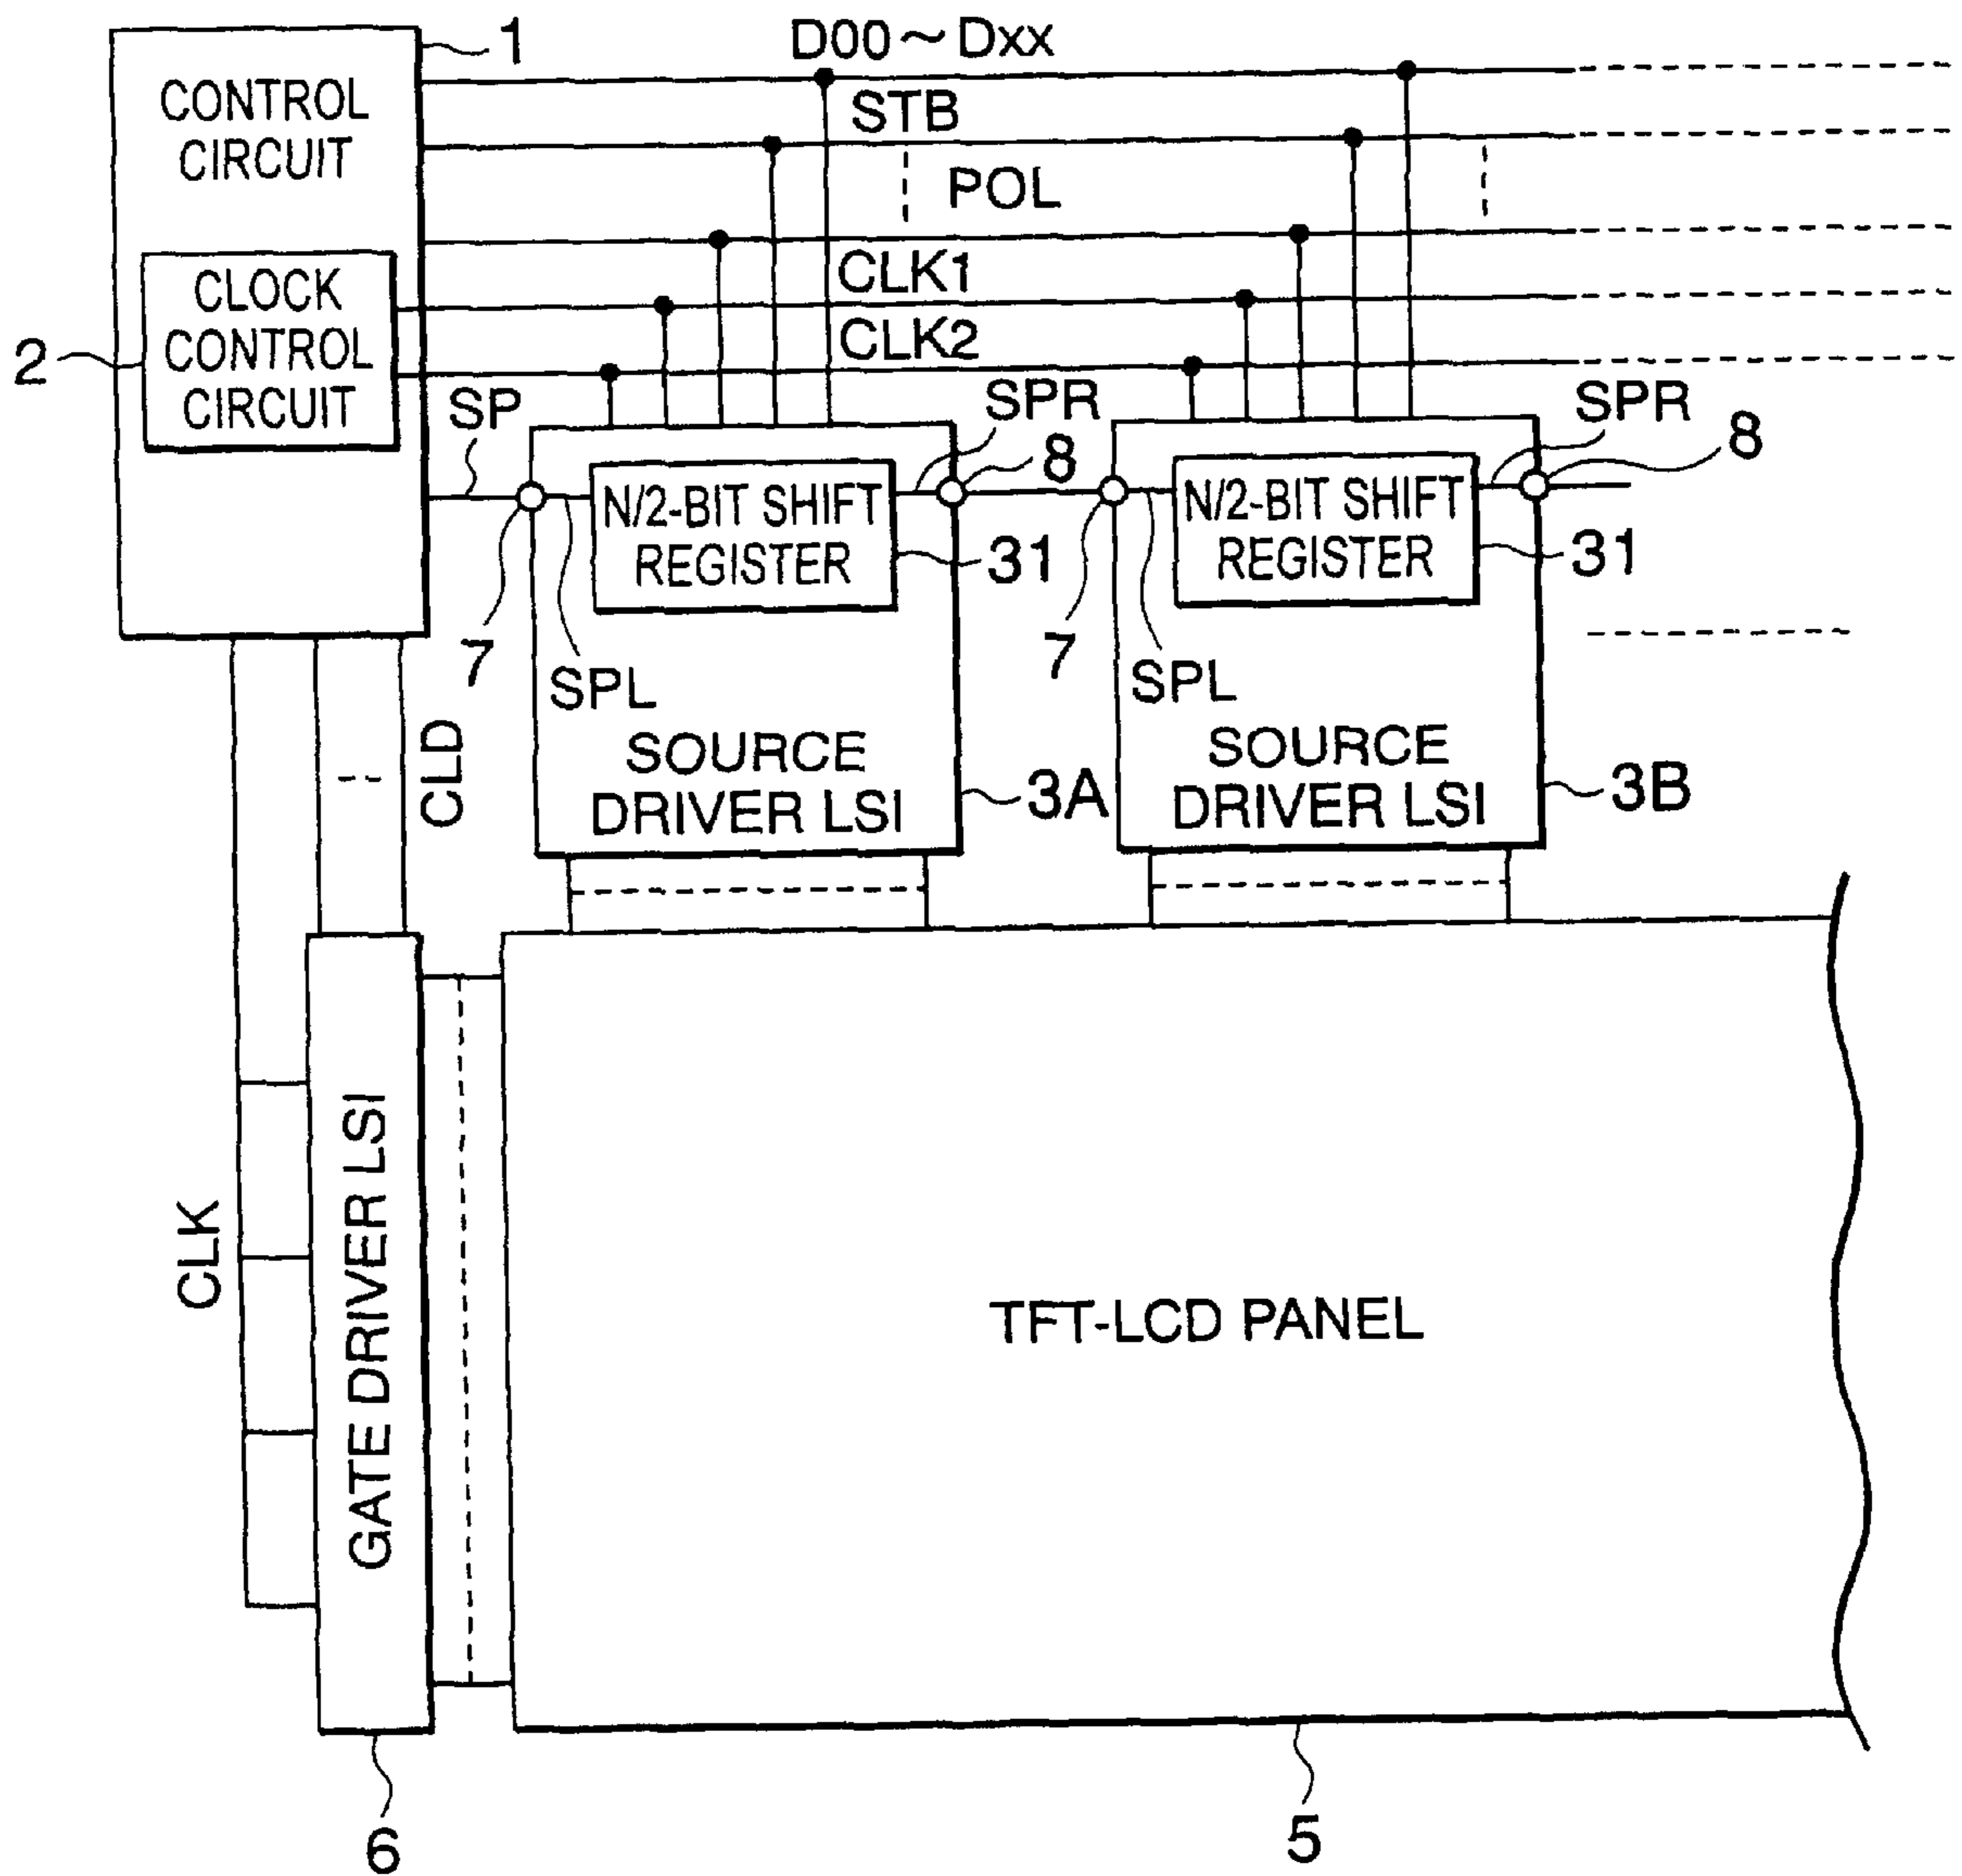 1
D00～Dxx
CONTROL
CIRCUIT
STB
POL
CLOCK
CONTROL
CIRCUIT
2
CLK1
CLK2
SP
SPR
8
SPR
8
N/2-BIT SHIFT
REGISTER
31
N/2-BIT SHIFT
REGISTER
31
7
SPL
7
SPL
SOURCE
DRIVER LSI
3A
SOURCE
DRIVER LSI
3B
CLD
CLK
GATE DRIVER LSI
TFT-LCD PANEL
6
5